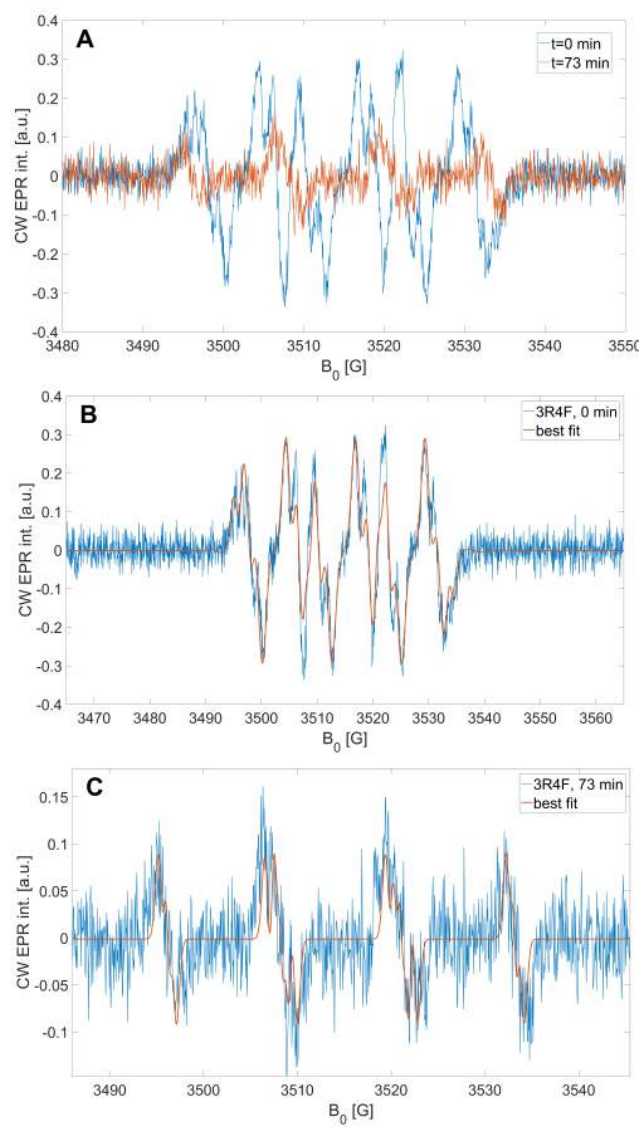 A
t=0 min
t=73 min
CW EPR int. [a.u.]
0.4
0.3
0.2
0.1
0
-0.1
-0.2
-0.3
-0.4
3480 3490 3500 3510 3520 3530 3540 3550
B0 [G]
B
3R4F, 0 min
best fit
CW EPR int. [a.u.]
0.4
0.3
0.2
0.1
0
-0.1
-0.2
-0.3
-0.4
3470 3480 3490 3500 3510 3520 3530 3540 3550 3560
B0 [G]
C
3R4F, 73 min
best fit
CW EPR int. [a.u.]
0.15
0.1
0.05
0
-0.05
-0.1
3490 3500 3510 3520 3530 3540
B0 [G]